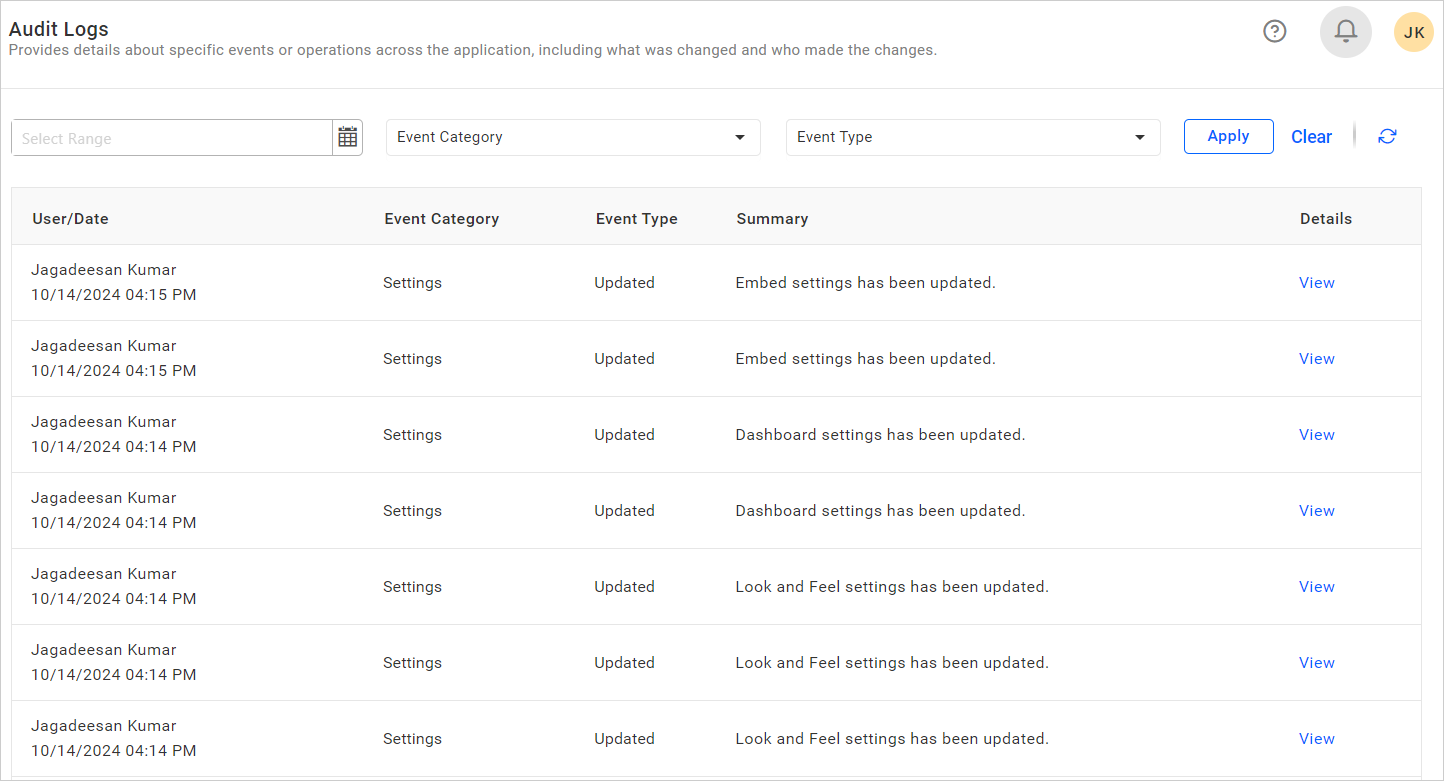 Audit Logs
Provides details about specific events or operations across the application, including what was changed and who made the changes.
JK
Select Range
Event Category
Event Type
Apply
Clear
User/Date
Event Category
Event Type
Summary
Details
Jagadeesan Kumar
10/14/2024 04:15 PM
Settings
Updated
Embed settings has been updated.
View
Jagadeesan Kumar
10/14/2024 04:15 PM
Settings
Updated
Embed settings has been updated.
View
Jagadeesan Kumar
10/14/2024 04:14 PM
Settings
Updated
Dashboard settings has been updated.
View
Jagadeesan Kumar
10/14/2024 04:14 PM
Settings
Updated
Dashboard settings has been updated.
View
Jagadeesan Kumar
10/14/2024 04:14 PM
Settings
Updated
Look and Feel settings has been updated.
View
Jagadeesan Kumar
10/14/2024 04:14 PM
Settings
Updated
Look and Feel settings has been updated.
View
Jagadeesan Kumar
10/14/2024 04:14 PM
Settings
Updated
Look and Feel settings has been updated.
View